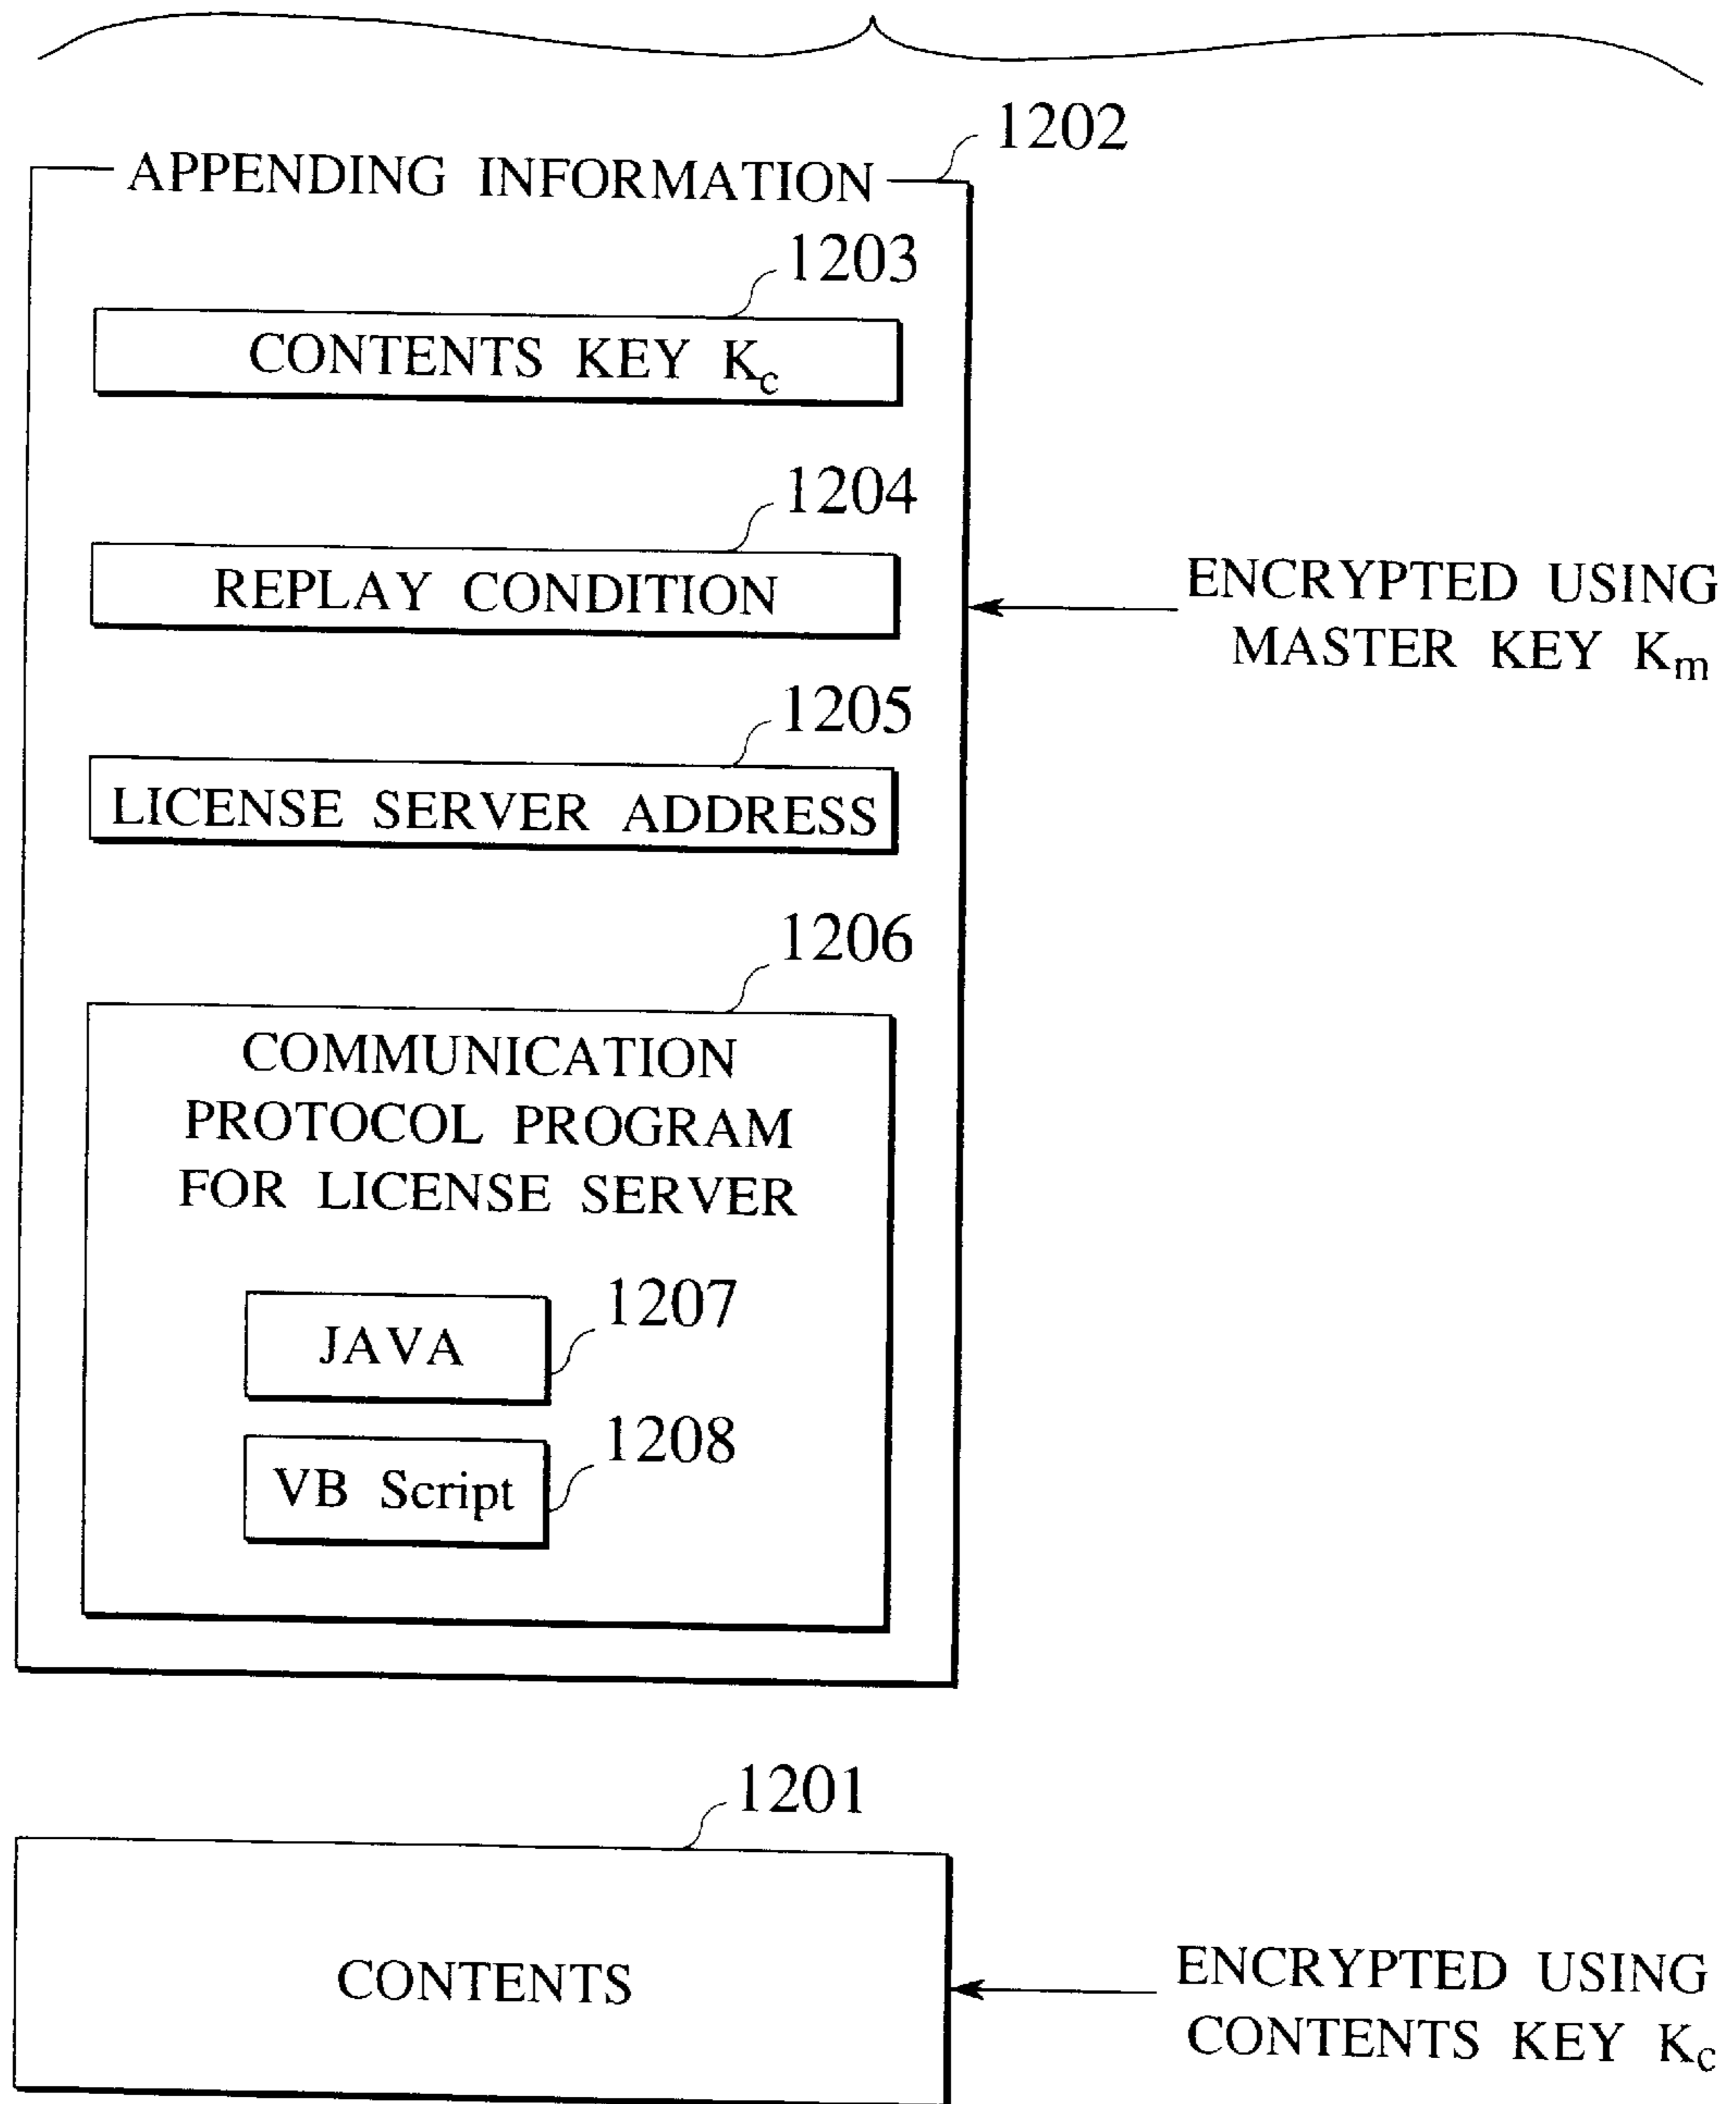 1202
APPENDING INFORMATION
1203
CONTENTS KEY Kc
1204
REPLAY CONDITION
ENCRYPTED USING
MASTER KEY Km
1205
LICENSE SERVER ADDRESS
1206
COMMUNICATION
PROTOCOL PROGRAM
FOR LICENSE SERVER
1207
JAVA
1208
VB Script
1201
CONTENTS
ENCRYPTED USING
CONTENTS KEY Kc